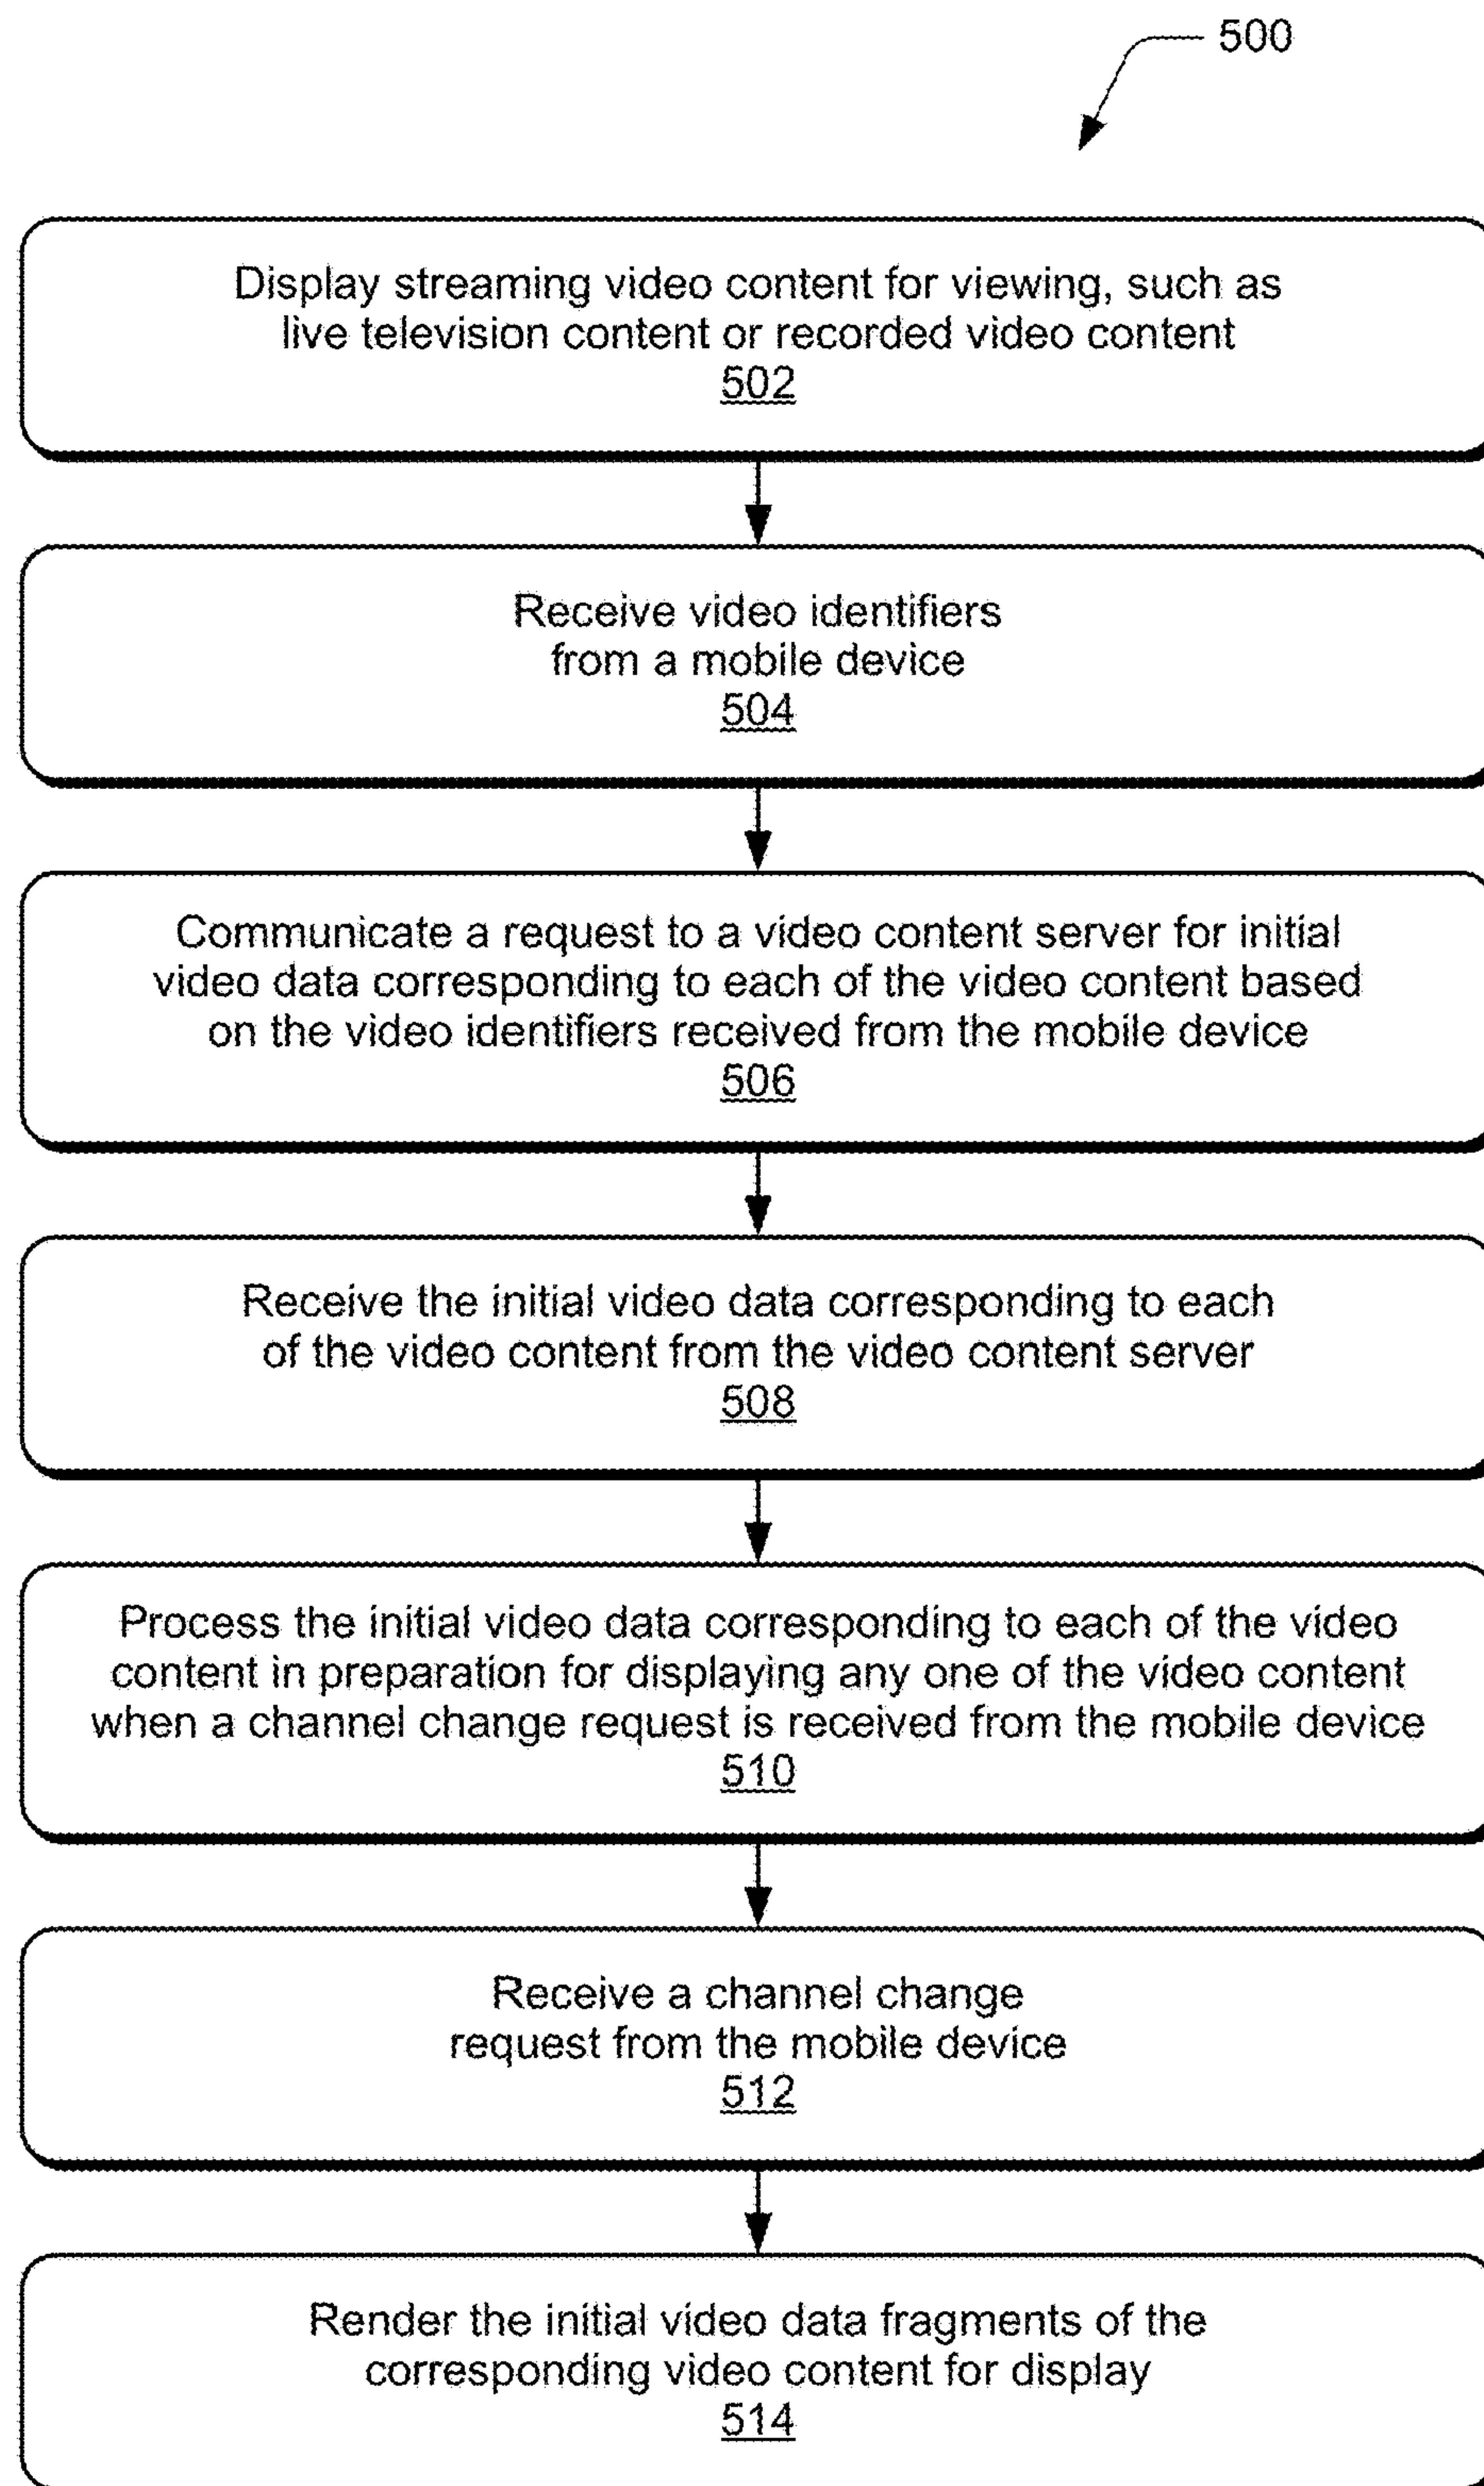 500
Display streaming video content for viewing, such as
live television content or recorded video content
502
Receive video identifiers
from a mobile device
504
Communicate a request to a video content server for initial
video data corresponding to each of the video content based
on the video identifiers received from the mobile device
506
Receive the initial video data corresponding to each
of the video content from the video content server
508
Process the initial video data corresponding to each of the video
content in preparation for displaying any one of the video content
when a channel change request is received from the mobile device
510
Receive a channel change
request from the mobile device
512
Render the initial video data fragments of the
corresponding video content for display
514